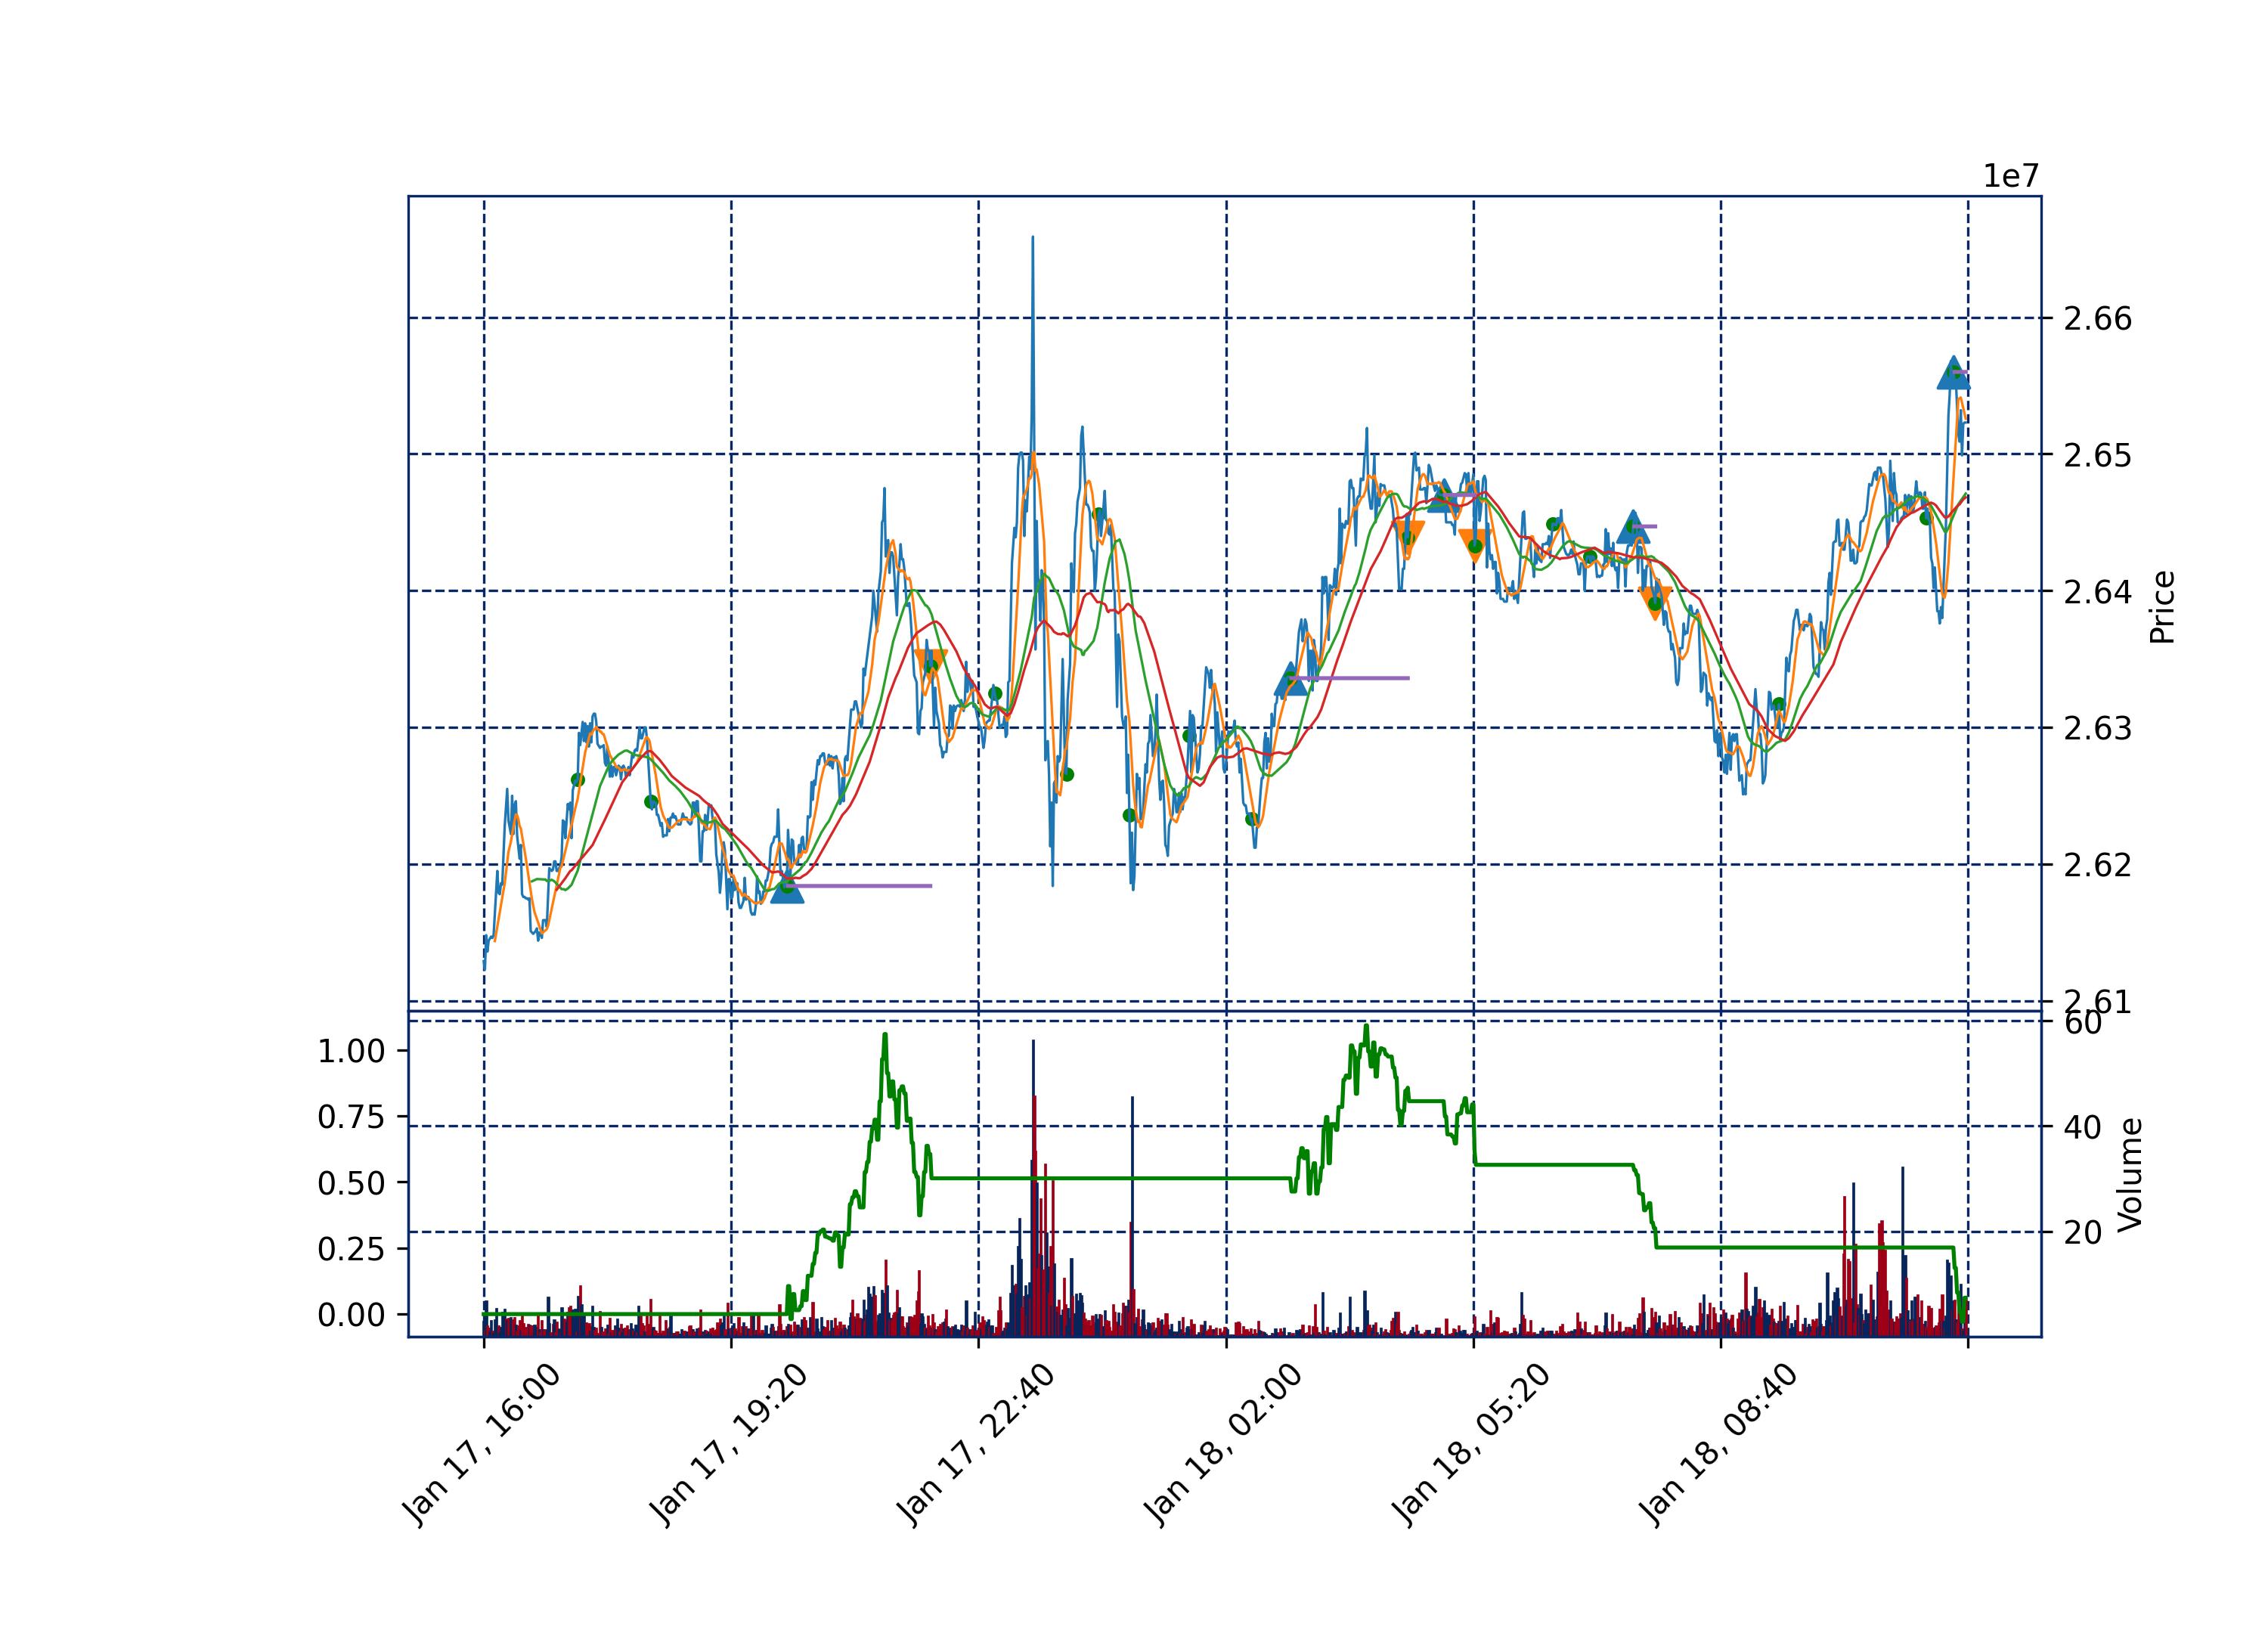 1e7
2.66
2.65
2.64
2.63
2.62
2.61
Price
60
40
20
Volume
1.00
0.75
0.50
0.25
0.00
Jan 17, 16:00
Jan 17, 19:20
Jan 17, 22:40
Jan 18, 02:00
Jan 18, 05:20
Jan 18, 08:40